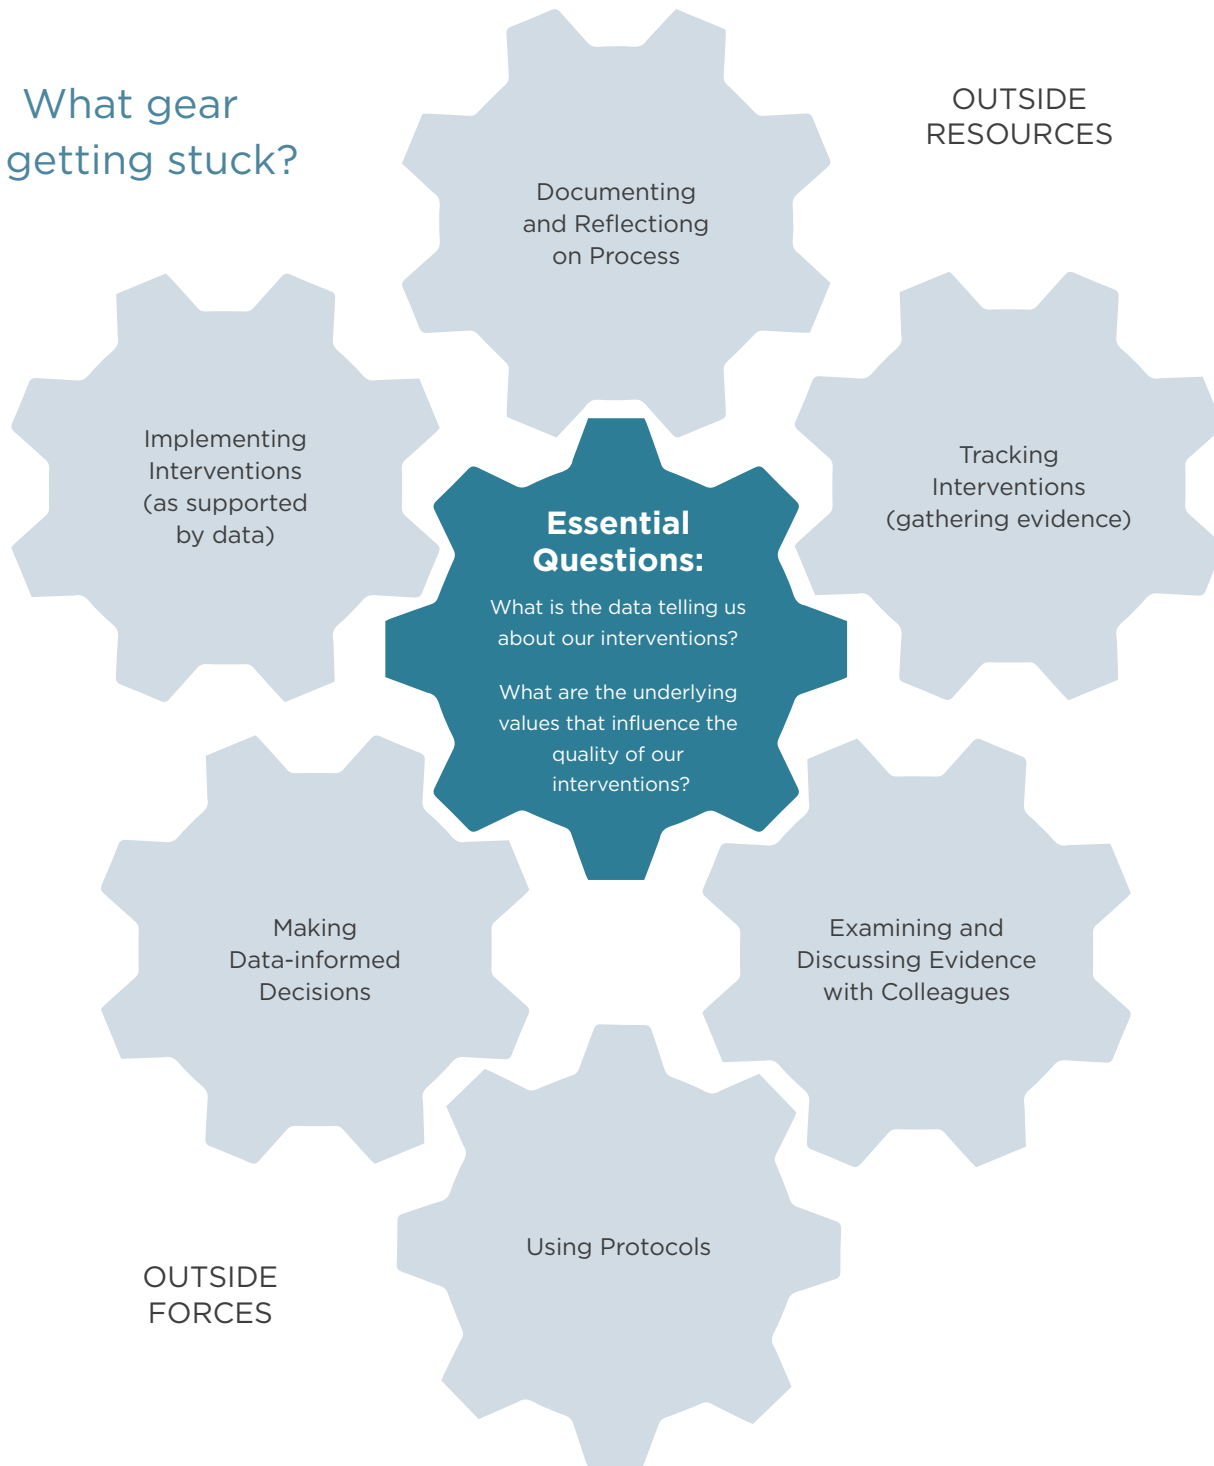 What gear
getting stuck?
OUTSIDE
RESOURCES
Documenting
and Reflectiong
on Process
Implementing
Interventions
(as supported
by data)
Tracking
Interventions
(gathering evidence)
Essential
Questions:
What is the data telling us
about our interventions?
What are the underlying
values that influence the
quality of our
interventions?
Making
Data-informed
Decisions
Examining and
Discussing Evidence
with Colleagues
Using Protocols
OUTSIDE
FORCES